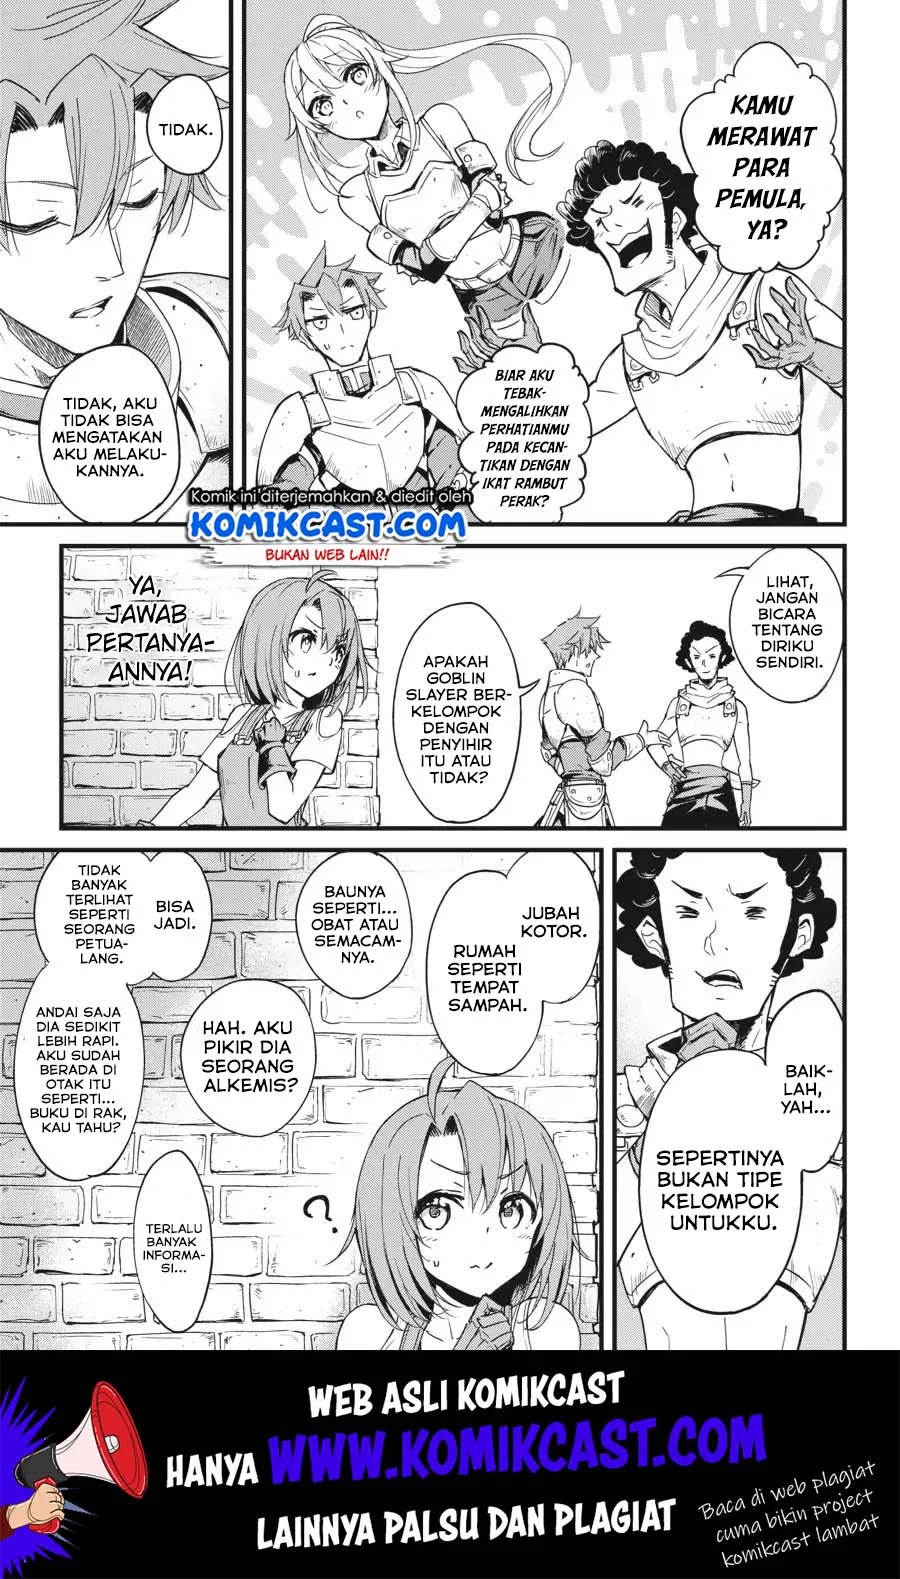 KAMU
MERAWAT
PARA
PEMULA,
YA?
BIAR AKU
TEBAK-
MENGALIHKAN
PERHATIANMU
PADA KECAN-
TIKAN DENGAN
IKAT RAMBUT
PERAK?
TIDAK.
TIDAK, AKU
TIDAK BISA
MENGATAKAN
AKU MELAKU-
KANNYA.
Komik ini diterjemahkan & diedit oleh
KOMIKCAST.COM
BUKAN WEB LAIN!!
LIHAT,
JANGAN
BICARA
TENTANG
DIRIKU
SENDIRI.
APAKAH
GOBLIN
SLAYER BER-
KELOMPOK
DENGAN
PENYIHIR
ITU ATAU
TIDAK?
YA,
JAWAB
PERTANYA-
ANNYA!
BAIK-
LAH,
YAH...
SEPERTINYA
BUKAN TIPE
KELOMPOK
UNTUKKU.
JUBAH
KOTOR.
RUMAH
SEPERTI
TEMPAT
SAMPAH.
BAUNYA
SEPERTI...
OBAT ATAU
SEMACAM-
NYA.
HAH. AKU
PIKIR DIA
SEORANG
ALKEMIS?
BISA
JADI.
TIDAK
BANYAK
TERLIHAT
SEPERTI
SEORANG
PETUA-
LANG.
ANDAI SAJA
DIA SEDIKIT
LEBIH RAPI.
AKU SUDAH
BERADA DI
OTAK ITU
SEPERTI...
BUKU DI RAK,
KAU TAHU?
TERLALU
BANYAK
INFORMA-
SI...
?
WEB ASLI KOMIKCAST
HANYA WWW.KOMIKCAST.COM
LAINNYA PALSU DAN PLAGIAT
Baca di web plagiat
cuma bikin project
komikcast lambat